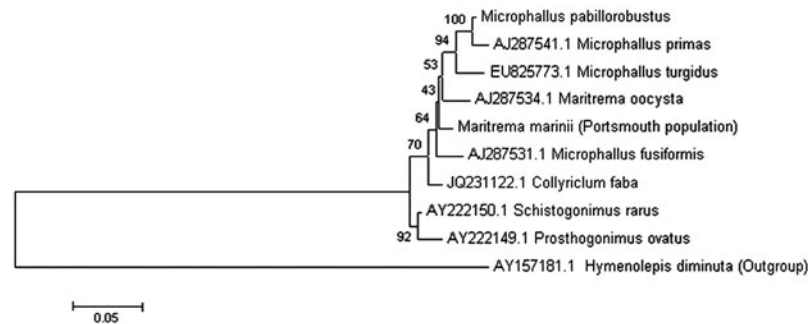 100
Microphallus pabillorobustus
94
AJ287541.1 Microphallus primas
53
EU825773.1 Microphallus turgidus
43
AJ287534.1 Maritrema oocysta
64
Maritrema marinii (Portsmouth population)
70
AJ287531.1 Microphallus fusiformis
JQ231122.1 Collyriclum faba
AY222150.1 Schistogonimus rarus
92
AY222149.1 Prosthogonimus ovatus
AY157181.1 Hymenolepis diminuta (Outgroup)
0.05